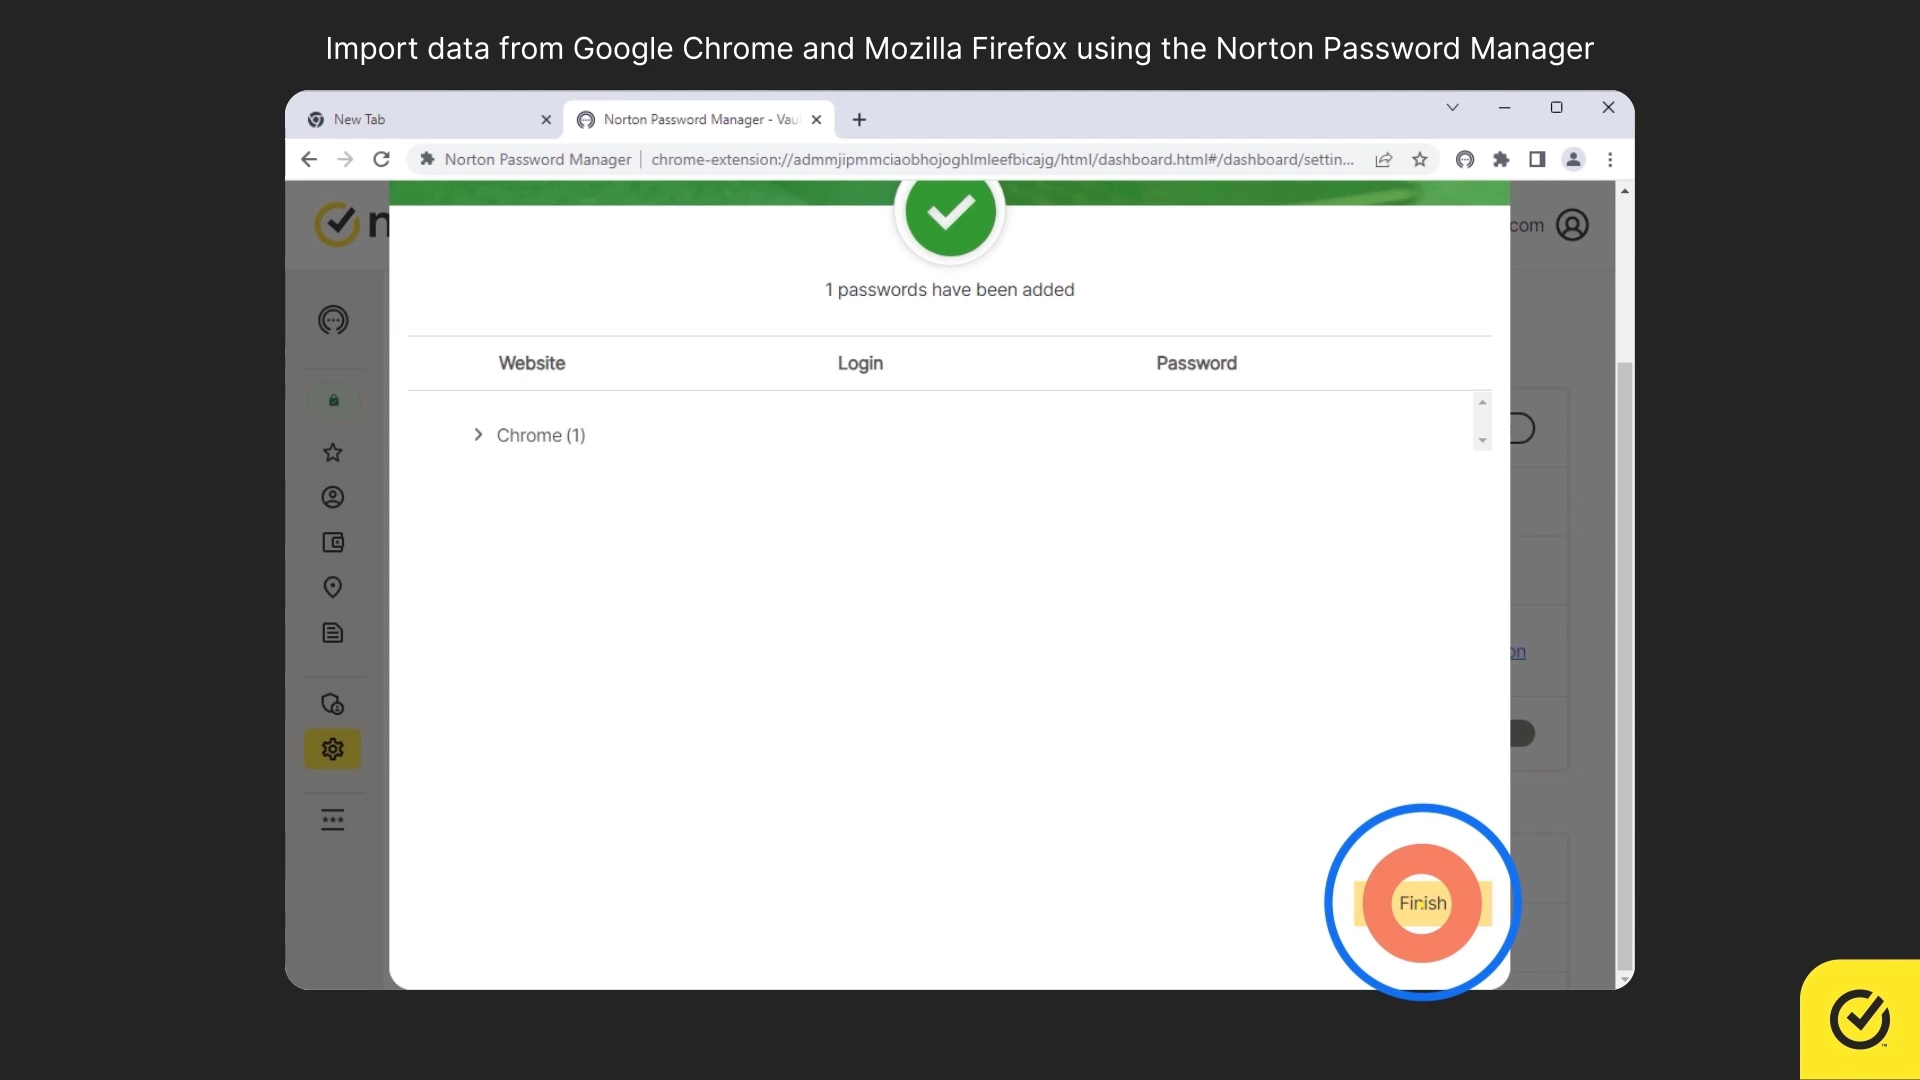 Import data from Google Chrome and Mozilla Firefox using the Norton Password Manager
New Tab
Norton Password Manager - Vau
Norton Password Manager
chrome-extension://admmjipmmciaobhojoghlmleefbicajg/html/dashboard.html#/dashboard/settin...
n
com
1 passwords have been added
Website Login Password
Chrome (1)
on
Finish